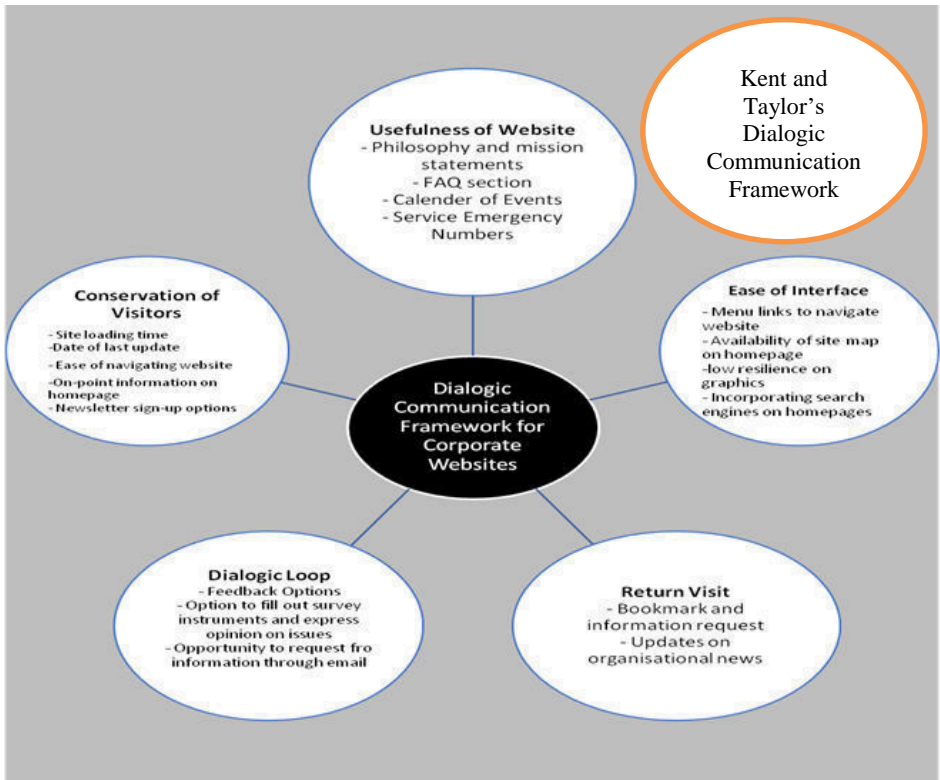 Kent and
Taylor's
Dialogic
Communication
Framework
Usefulness of Website
- Philosophy and mission
statements
- FAQ section
- Calender of Events
- Service Emergency
Numbers
Conservation of
Visitors
- Site loading time
-Date of last update
- Ease of navigating website
-On-point information on
homepage
- Newsletter sign-up options
Ease of Interface
- Menu links to navigate
website
- Availability of site map
on homepage
-low resilience on
graphics
- Incorporating search
engines on homepages
Dialogic
Communication
Framework for
Corporate
Websites
Dialogic Loop
- Feedback Options
- Option to fill out survey
instruments and express
opinion on issues
- Opportunity to request fro
information through email
Return Visit
- Bookmark and
information request
- Updates on
organisational news